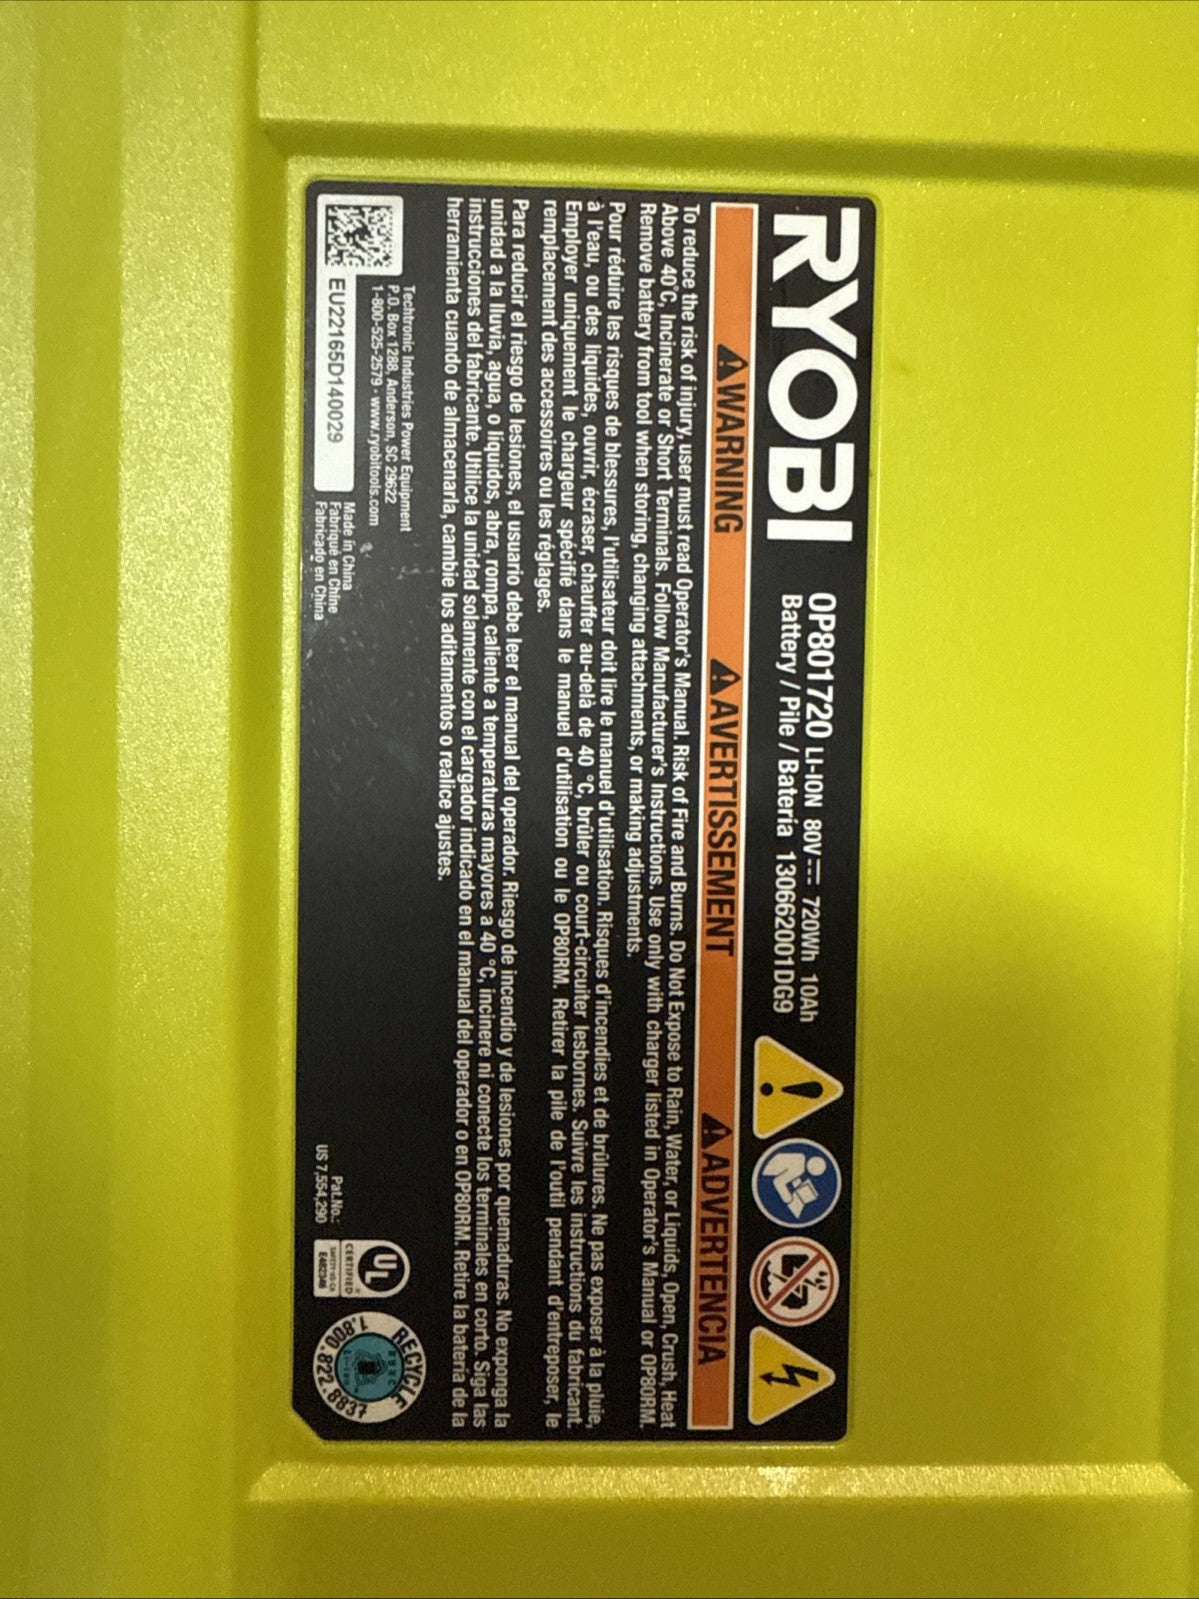 RYOBI
OP801720 LI-ION 80V⎓ 720Wh 10Ah
Battery / Pile / Batería 130662001DG9
⚠WARNING ⚠AVERTISSEMENT ⚠ADVERTENCIA
To reduce the risk of injury, user must read Operator's Manual. Risk of Fire and Burns. Do Not Expose to Rain, Water, or Liquids, Open, Crush, Heat
Above 40°C, Incinerate or Short Terminals. Follow Manufacturer's Instructions. Use only with charger listed in Operator's Manual or OP80RM.
Remove battery from tool when storing, changing attachments, or making adjustments.
Pour réduire les risques de blessures, l'utilisateur doit lire le manuel d'utilisation. Risques d'incendies et de brûlures. Ne pas exposer à la pluie,
à l'eau, ou des liquides, ouvrir, écraser, chauffer au-delà de 40 °C, brûler ou court-circuiter lesbornes. Suivre les instructions du fabricant.
Employer uniquement le chargeur spécifié dans le manuel d'utilisation ou le OP80RM. Retirer la pile de l'outil pendant d'entreposer, le
remplacement des accessoires ou les réglages.
Para reducir el riesgo de lesiones, el usuario debe leer el manual del operador. Riesgo de incendio y de lesiones por quemaduras. No exponga la
unidad a la lluvia, agua, o líquidos, abra, rompa, caliente a temperaturas mayores a 40 °C, incinere ni conecte los terminales en corto. Siga las
instrucciones del fabricante. Utilice la unidad solamente con el cargador indicado en el manual del operador o en OP80RM. Retire la batería de la
herramienta cuando de almacenarla, cambie los aditamentos o realice ajustes.
Techtronic Industries Power Equipment
P.O. Box 1288, Anderson, SC 29622
1-800-525-2579 • www.ryobitools.com
EU22165D140029
Made in China
Fabriqué en Chine
Fabricado en China
Pat.No.:
US 7,554,290
UL
CERTIFIED
RECYCLE
1.800.822.8837